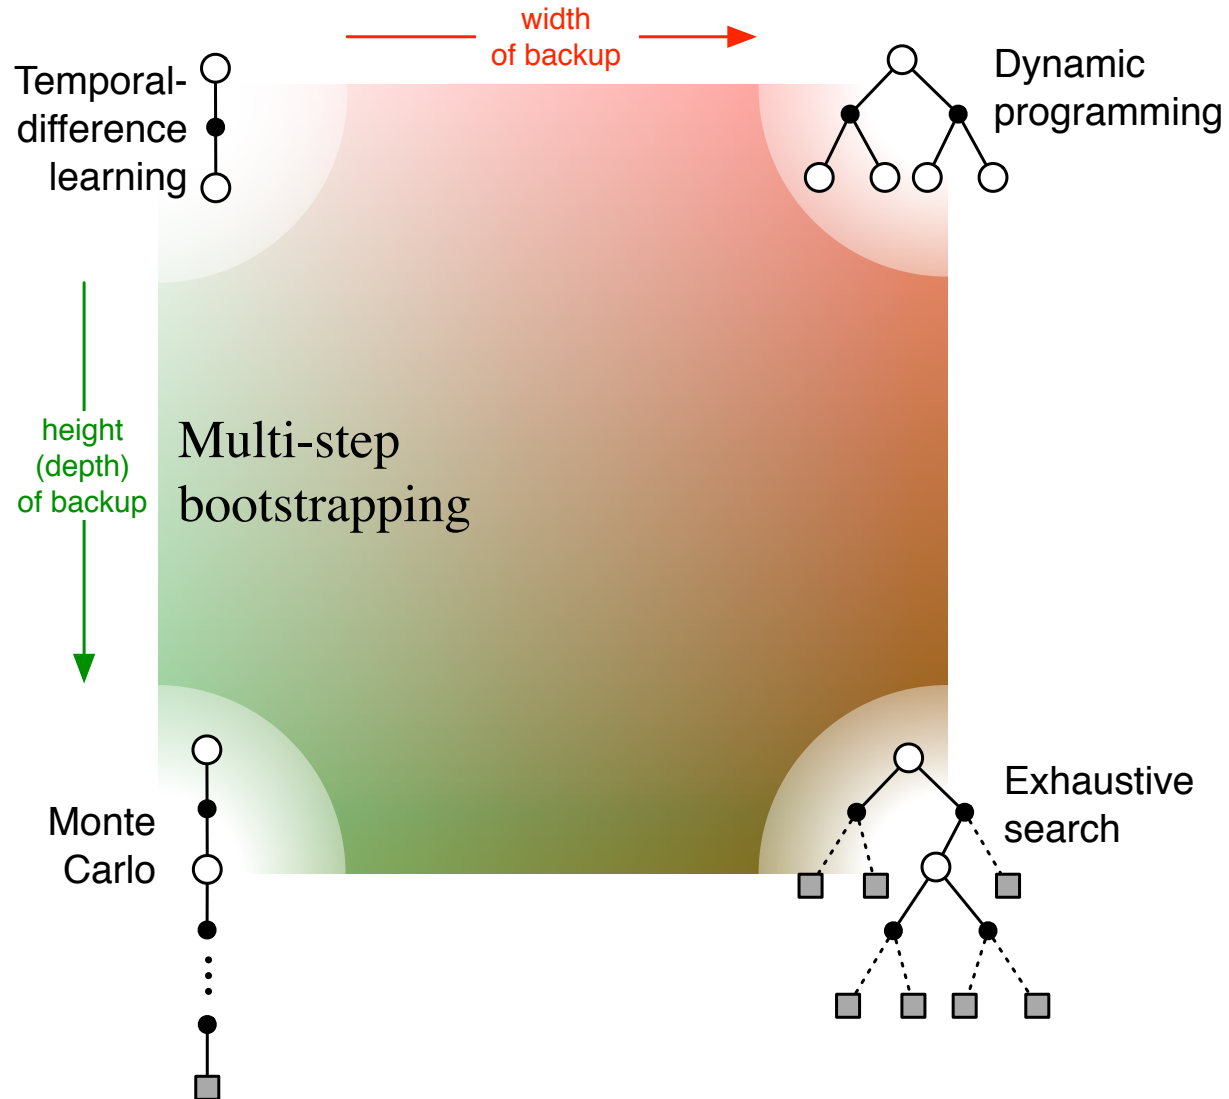 width
of backup
Temporal-
difference
learning
Dynamic
programming
height
(depth)
of backup
Multi-step
bootstrapping
Monte
Carlo
Exhaustive
search